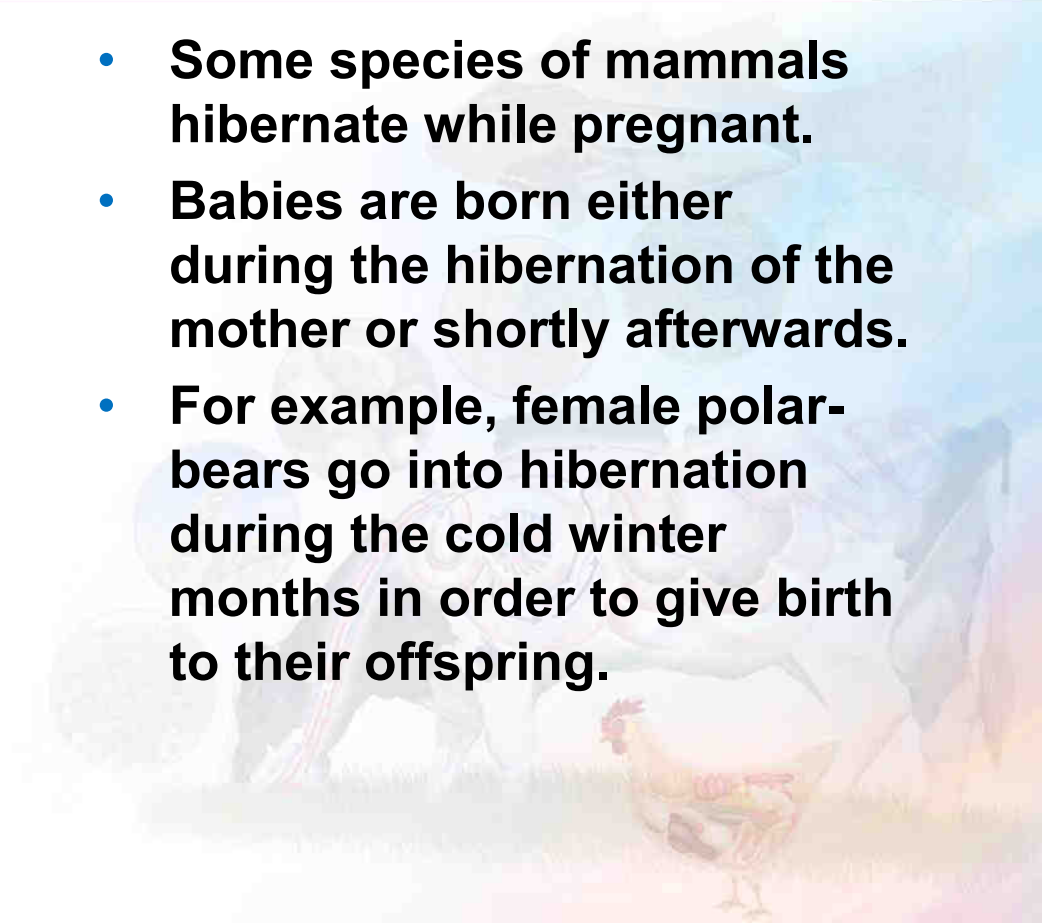 • Some species of mammals
hibernate while pregnant.
• Babies are born either
during the hibernation of the
mother or shortly afterwards.
• For example, female polar-
bears go into hibernation
during the cold winter
months in order to give birth
to their offspring.